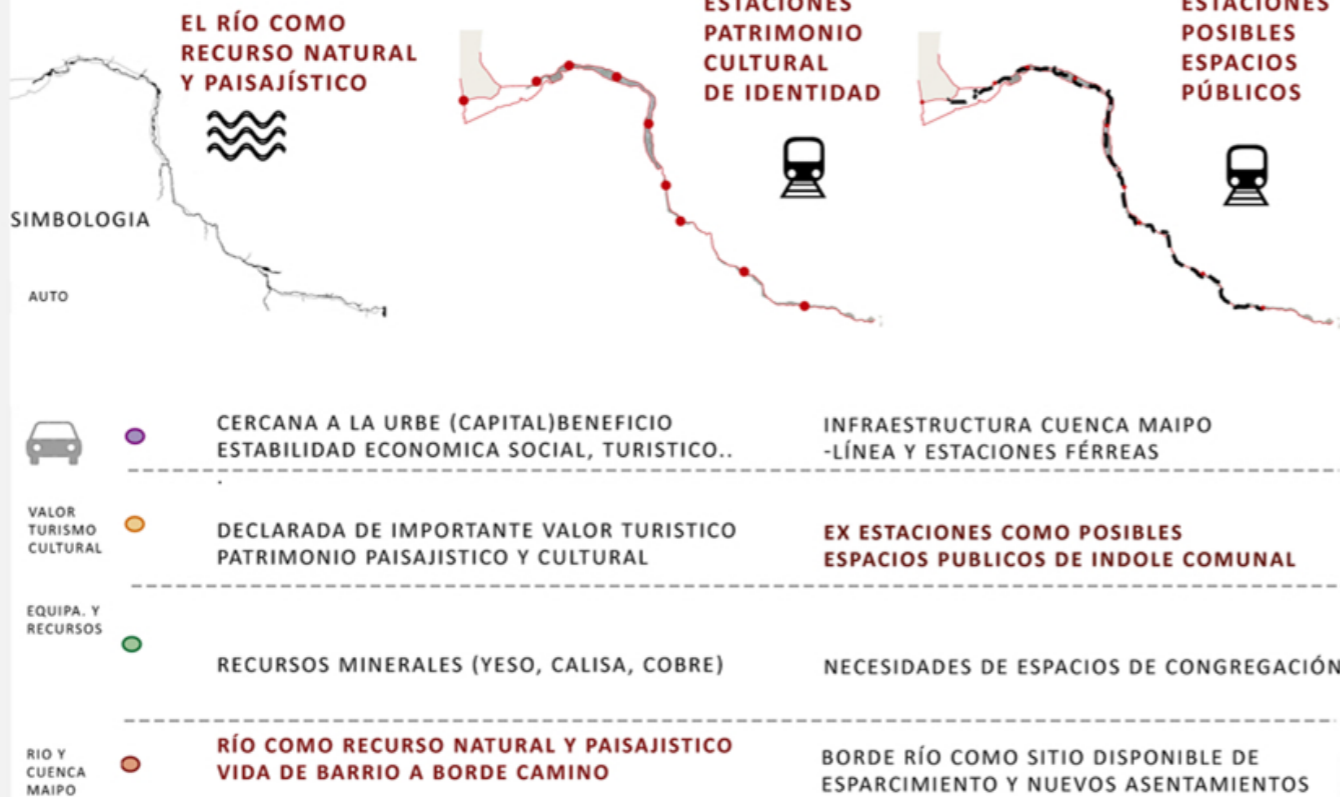 EL RÍO COMO
RECURSO NATURAL
Y PAISAJÍSTICO
ESTACIONES
PATRIMONIO
CULTURAL
DE IDENTIDAD
ESTACIONES
POSIBLES
ESPACIOS
PÚBLICOS
SIMBOLOGIA
AUTO
CERCANA A LA URBE (CAPITAL)BENEFICIO
ESTABILIDAD ECONOMICA SOCIAL, TURISTICO..
.
INFRAESTRUCTURA CUENCA MAIPO
-LÍNEA Y ESTACIONES FÉRREAS
VALOR
TURISMO
CULTURAL
DECLARADA DE IMPORTANTE VALOR TURISTICO
PATRIMONIO PAISAJISTICO Y CULTURAL
EX ESTACIONES COMO POSIBLES
ESPACIOS PUBLICOS DE INDOLE COMUNAL
EQUIPA. Y
RECURSOS
RECURSOS MINERALES (YESO, CALISA, COBRE)
NECESIDADES DE ESPACIOS DE CONGREGACIÓN
RIO Y
CUENCA
MAIPO
RÍO COMO RECURSO NATURAL Y PAISAJISTICO
VIDA DE BARRIO A BORDE CAMINO
BORDE RÍO COMO SITIO DISPONIBLE DE
ESPARCIMIENTO Y NUEVOS ASENTAMIENTOS